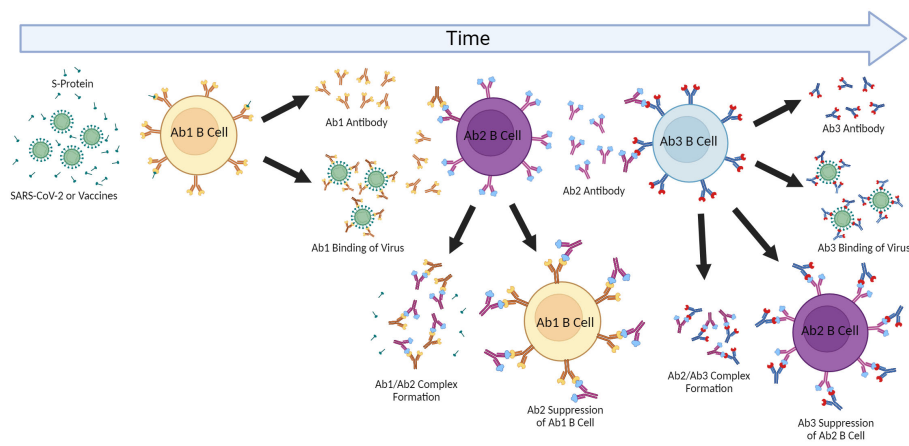 Time
S-Protein
SARS-CoV-2 or Vaccines
Ab1 B Cell
Ab1 Antibody
Ab1 Binding of Virus
Ab2 B Cell
Ab2 Antibody
Ab3 B Cell
Ab3 Antibody
Ab3 Binding of Virus
Ab1/Ab2 Complex
Formation
Ab1 B Cell
Ab2 Suppression
of Ab1 B Cell
Ab2/Ab3 Complex
Formation
Ab2 B Cell
Ab3 Suppression
of Ab2 B Cell